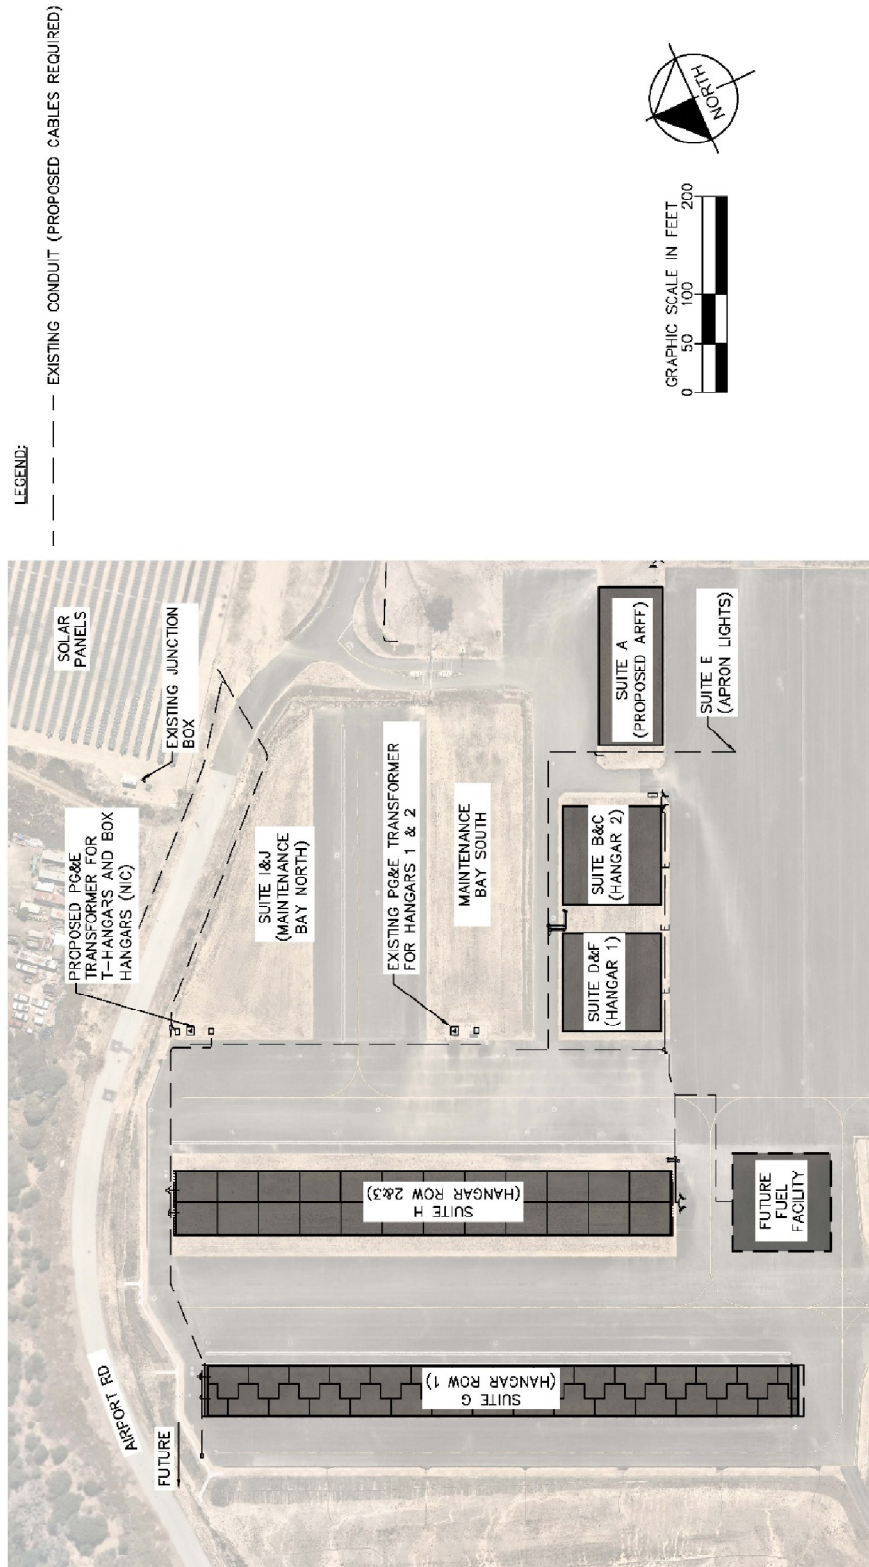 LEGEND:
EXISTING CONDUIT (PROPOSED CABLES REQUIRED)
SOLAR
PANELS
EXISTING JUNCTION
BOX
PROPOSED PG&E
TRANSFORMER FOR
T-HANGARS AND BOX
HANGARS (NIC)
AIRPORT RD
FUTURE
SUITE I&J
(MAINTENANCE
BAY NORTH)
EXISTING PG&E TRANSFORMER
FOR HANGARS 1 & 2
MAINTENANCE
BAY SOUTH
SUITE G
(HANGAR ROW 1)
SUITE H
(HANGAR ROW 2&3)
SUITE D&F
(HANGAR 1)
SUITE B&C
(HANGAR 2)
SUITE A
(PROPOSED ARFF)
SUITE E
(APRON LIGHTS)
FUTURE
FUEL
FACILITY
GRAPHIC SCALE IN FEET
0 50 100 200
NORTH